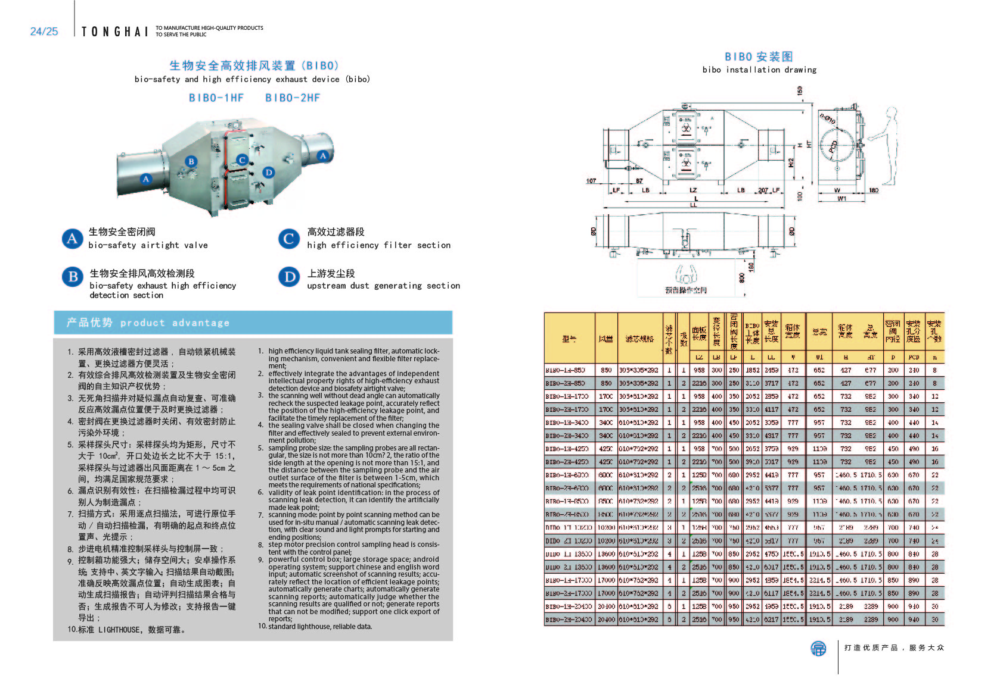 24/25
TONGHAI
TO MANUFACTURE HIGH-QUALITY PRODUCTS
TO SERVE THE PUBLIC
生物安全高效排风装置（BIBO）
bio-safety and high efficiency exhaust device (bibo)
BIBO-1HF BIBO-2HF
A
B
C
D
A
A
生物安全密闭阀
bio-safety airtight valve
C
高效过滤器段
high efficiency filter section
B
生物安全排风高效检测段
bio-safety exhaust high efficiency
detection section
D
上游发尘段
upstream dust generating section
产品优势 product advantage
1. 采用高效液槽密封过滤器，自动锁紧机械装
置、更换过滤器方便灵活；
2. 有效综合排风高效检测装置及生物安全密闭
阀的自主知识产权优势；
3. 无死角扫描井对疑似漏点自动复查、可准确
反应高效漏点位置便于及时更换过滤器；
4. 密封阀在更换过滤器时关闭、有效密封防止
污染外环境；
5. 采样探头尺寸：采样探头均为矩形，尺寸不
大于 10cm²，开口处边长之比不大于 15:1，
采样探头与过滤器出风面距离在 1 ～ 5cm 之
间，均满足国家规范要求；
6. 漏点识别有效性：在扫描检漏过程中均可识
别人为制造漏点；
7. 扫描方式：采用逐点扫描法，可进行原位手
动 / 自动扫描检漏，有明确的起点和终点位
置声、光提示；
8. 步进电机精准控制采样头与控制屏一致；
9. 控制箱功能强大；储存空间大；安卓操作系
统；支持中、英文字输入；扫描结果自动截图；
准确反映高效漏点位置；自动生成图表；自
动生成扫描报告；自动评判扫描结果合格与
否；生成报告不可人为修改；支持报告一键
导出；
10.标准 LIGHTHOUSE，数据可靠。
1. high efficiency liquid tank sealing filter, automatic lock-
ing mechanism, convenient and flexible filter replace-
ment;
2. effectively integrate the advantages of independent
intellectual property rights of high-efficiency exhaust
detection device and biosafety airtight valve;
3. the scanning well without dead angle can automatically
recheck the suspected leakage point, accurately reflect
the position of the high-efficiency leakage point, and
facilitate the timely replacement of the filter;
4. the sealing valve shall be closed when changing the
filter and effectively sealed to prevent external environ-
ment pollution;
5. sampling probe size: the sampling probes are all rectan-
gular, the size is not more than 10cm? 2, the ratio of the
side length at the opening is not more than 15:1, and
the distance between the sampling probe and the air
outlet surface of the filter is between 1-5cm, which
meets the requirements of national specifications;
6. validity of leak point identification: in the process of
scanning leak detection, it can identify the artificially
made leak point;
7. scanning mode: point by point scanning method can be
used for in-situ manual / automatic scanning leak detec-
tion, with clear sound and light prompts for starting and
ending positions;
8. step motor precision control sampling head is consis-
tent with the control panel;
9. powerful control box; large storage space; android
operating system; support chinese and english word
input; automatic screenshot of scanning results; accu-
rately reflect the location of efficient leakage points;
automatically generate charts; automatically generate
scanning reports; automatically judge whether the
scanning results are qualified or not; generate reports
that can not be modified; support one click export of
reports;
10. standard lighthouse, reliable data.
BIBO 安装图
bibo installation drawing
150
A
n-Ø10
PCD
H
HT
H/2
107
87
LF
LB
LZ
LB
207
LF
100
L
LL
W
180
W1
ØD
ØD
180
800
预留操作空间
型号 风量 滤芯规格 滤芯个数 级数 面板长度 变径长度 密闭阀长度 BIBO主体长度 安装总长度 箱体宽度 总宽 箱体高度 总高度 密闭阀内径 安装孔分度圆 安装孔个数
LZ LB LF L LL W W1 H HT D PCD n
BIBO-1H-850 850 305*305*292 1 1 958 300 250 1852 2459 472 652 427 677 200 240 8
BIBO-2H-850 850 305*305*292 1 2 2216 300 250 3110 3717 472 652 427 677 200 240 8
BIBO-1H-1700 1700 305*610*292 1 1 958 400 350 2052 2859 472 652 732 982 300 340 12
BIBO-2H-1700 1700 305*610*292 1 2 2216 400 350 3310 4117 472 652 732 982 300 340 12
BIBO-1H-3400 3400 610*610*292 1 1 958 400 450 2052 3059 777 957 732 982 400 440 14
BIBO-2H-3400 3400 610*610*292 1 2 2216 400 450 3310 4317 777 957 732 982 400 440 14
BIBO-1H-4250 4250 610*762*292 1 1 958 700 500 2652 3759 929 1109 732 982 450 490 16
BIBO-2H-4250 4250 610*762*292 1 2 2216 700 500 3910 5017 929 1109 732 982 450 490 16
BIBO-1H-6800 6800 610*610*292 2 1 1258 700 680 2952 4419 777 957 1460.5 1710.5 630 670 22
BIBO-2H-6800 6800 610*610*292 2 2 2516 700 680 4210 5677 777 957 1460.5 1710.5 630 670 22
BIBO-1H-8500 8500 610*762*292 2 1 1258 700 680 2952 4419 929 1109 1460.5 1710.5 630 670 22
BIBO-2H-8500 8500 610*762*292 2 2 2516 700 680 4210 5677 929 1109 1460.5 1710.5 630 670 22
BIBO-1H-10200 10200 610*610*292 3 1 1258 700 750 2952 4559 777 957 2189 2289 700 740 24
BIBO-2H-10200 10200 610*610*292 3 2 2516 700 750 4210 5817 777 957 2189 2289 700 740 24
BIBO-1H-13600 13600 610*610*292 4 1 1258 700 850 2952 4759 1550.5 1910.5 1460.5 1710.5 800 840 28
BIBO-2H-13600 13600 610*610*292 4 2 2516 700 850 4210 6017 1550.5 1910.5 1460.5 1710.5 800 840 28
BIBO-1H-17000 17000 610*762*292 4 1 1258 700 900 2952 4859 1854.5 2214.5 1460.5 1710.5 850 890 28
BIBO-2H-17000 17000 610*762*292 4 2 2516 700 900 4210 6117 1854.5 2214.5 1460.5 1710.5 850 890 28
BIBO-1H-20400 20400 610*610*292 6 1 1258 700 950 2952 4959 1550.5 1910.5 2189 2289 900 940 30
BIBO-2H-20400 20400 610*610*292 6 2 2516 700 950 4210 6217 1550.5 1910.5 2189 2289 900 940 30
打造优质产品，服务大众